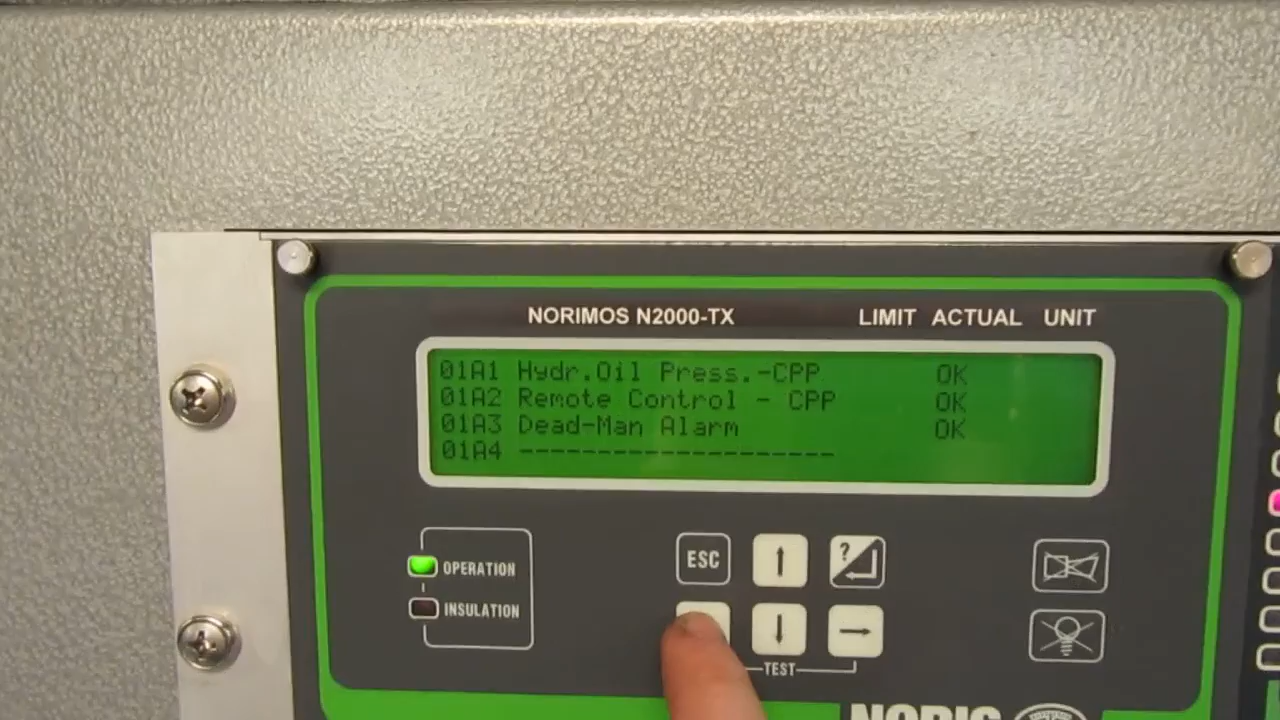 NORIMOS N2000-TX LIMIT ACTUAL UNIT
01A1 Hydr.Oil Press.-CPP OK
01A2 Remote Control - CPP OK
01A3 Dead-Man Alarm OK
01A4 --------------------
OPERATION
INSULATION
ESC
?
TEST
NORIS